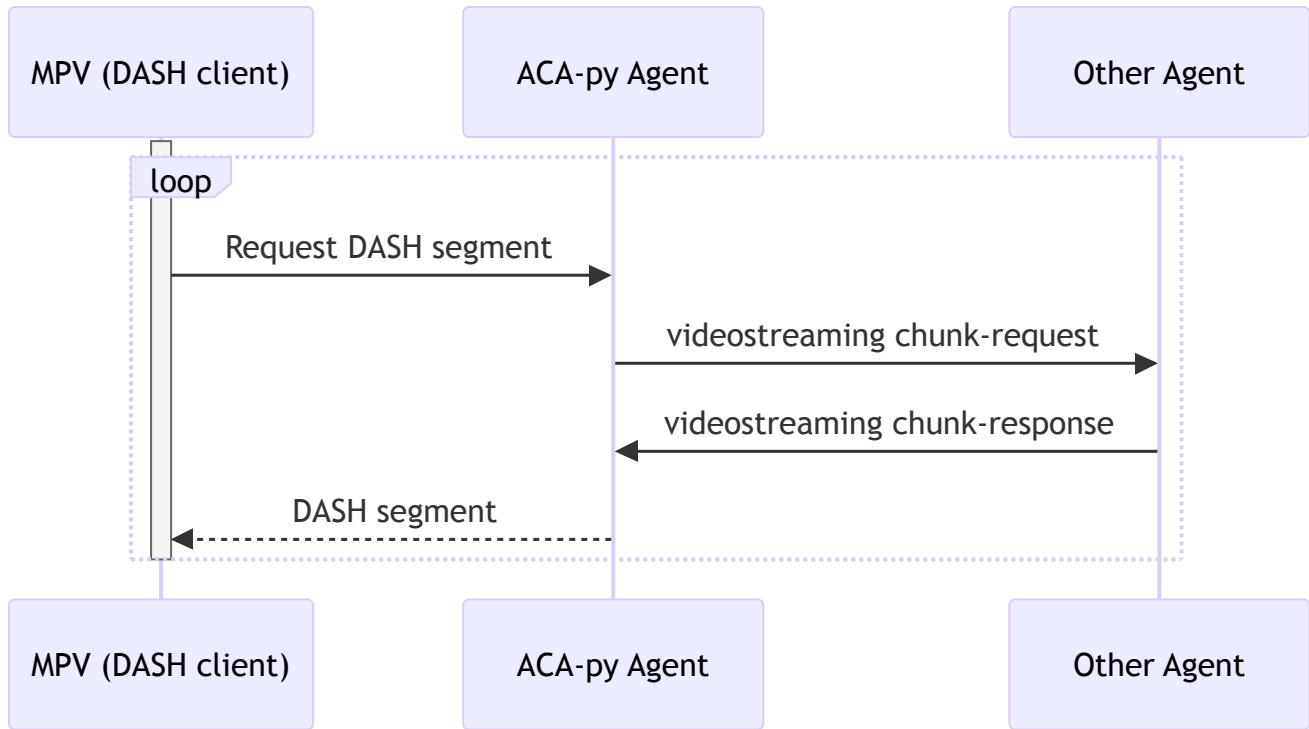 MPV (DASH client)
ACA-py Agent
Other Agent
loop
Request DASH segment
videostreaming chunk-request
videostreaming chunk-response
DASH segment
MPV (DASH client)
ACA-py Agent
Other Agent